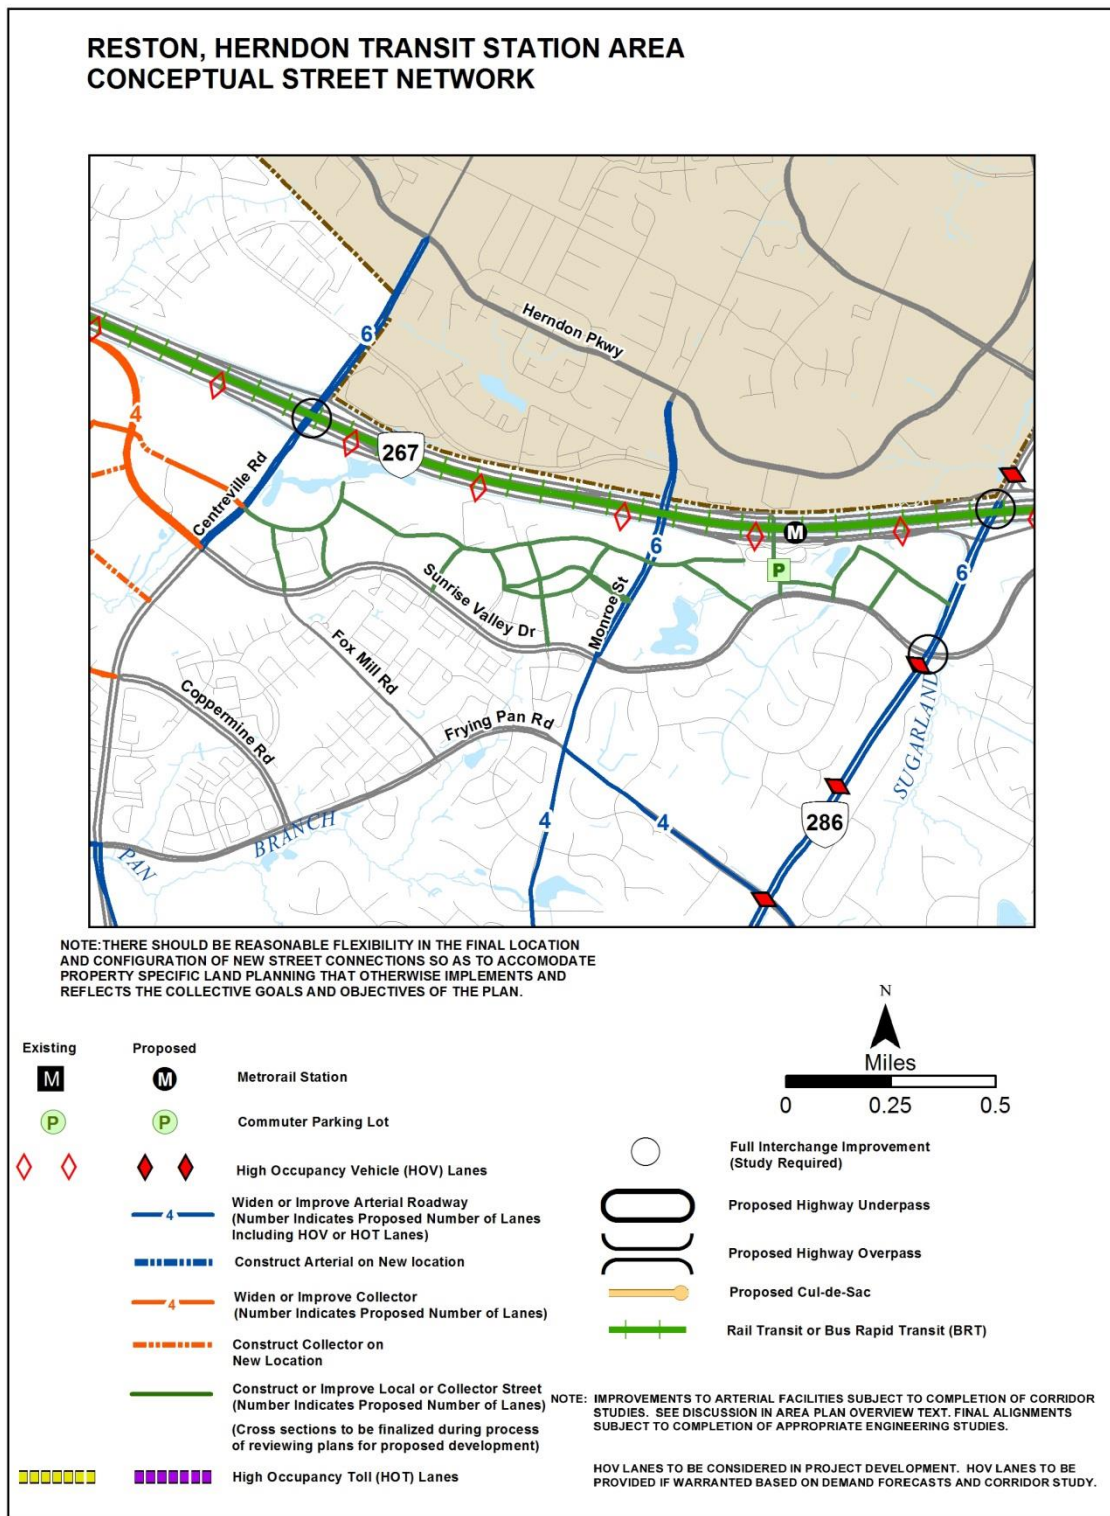 RESTON, HERNDON TRANSIT STATION AREA
CONCEPTUAL STREET NETWORK
Herndon Pkwy
6
4
267
Centreville Rd
M
P
6
6
Sunrise Valley Dr
Monroe St
Fox Mill Rd
Coppermine Rd
Frying Pan Rd
SUGARLAND
286
4
4
BRANCH
PAN
NOTE:THERE SHOULD BE REASONABLE FLEXIBILITY IN THE FINAL LOCATION
AND CONFIGURATION OF NEW STREET CONNECTIONS SO AS TO ACCOMODATE
PROPERTY SPECIFIC LAND PLANNING THAT OTHERWISE IMPLEMENTS AND
REFLECTS THE COLLECTIVE GOALS AND OBJECTIVES OF THE PLAN.
N
Miles
0 0.25 0.5
Existing Proposed
M M Metrorail Station
P P Commuter Parking Lot
High Occupancy Vehicle (HOV) Lanes
4 Widen or Improve Arterial Roadway
(Number Indicates Proposed Number of Lanes
Including HOV or HOT Lanes)
Construct Arterial on New location
4 Widen or Improve Collector
(Number Indicates Proposed Number of Lanes)
Construct Collector on
New Location
Construct or Improve Local or Collector Street
(Number Indicates Proposed Number of Lanes)
(Cross sections to be finalized during process
of reviewing plans for proposed development)
High Occupancy Toll (HOT) Lanes
Full Interchange Improvement
(Study Required)
Proposed Highway Underpass
Proposed Highway Overpass
Proposed Cul-de-Sac
Rail Transit or Bus Rapid Transit (BRT)
NOTE: IMPROVEMENTS TO ARTERIAL FACILITIES SUBJECT TO COMPLETION OF CORRIDOR
STUDIES. SEE DISCUSSION IN AREA PLAN OVERVIEW TEXT. FINAL ALIGNMENTS
SUBJECT TO COMPLETION OF APPROPRIATE ENGINEERING STUDIES.
HOV LANES TO BE CONSIDERED IN PROJECT DEVELOPMENT. HOV LANES TO BE
PROVIDED IF WARRANTED BASED ON DEMAND FORECASTS AND CORRIDOR STUDY.